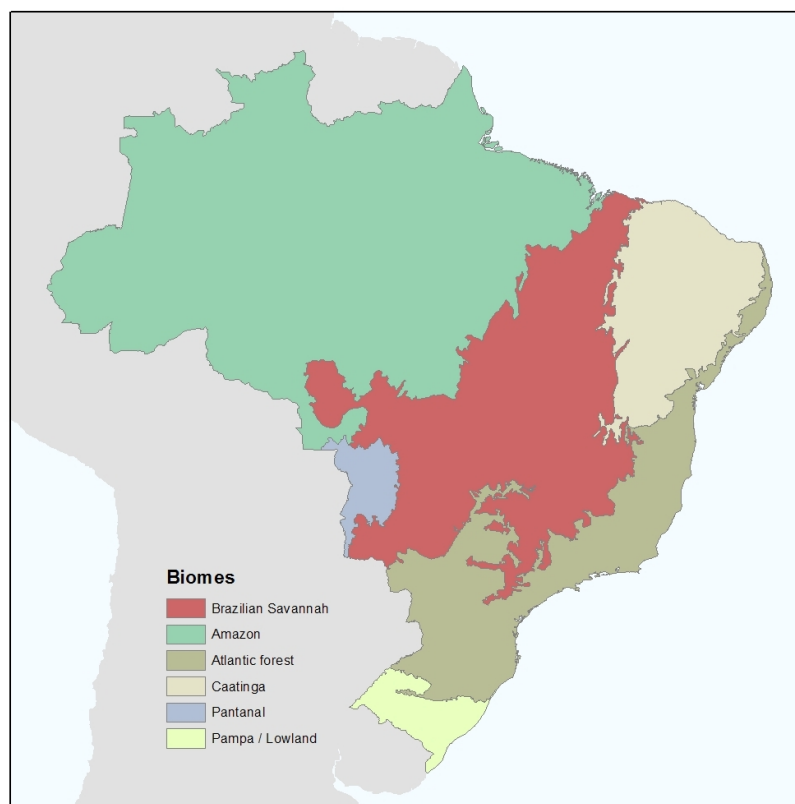 Biomes
Brazilian Savannah
Amazon
Atlantic forest
Caatinga
Pantanal
Pampa / Lowland